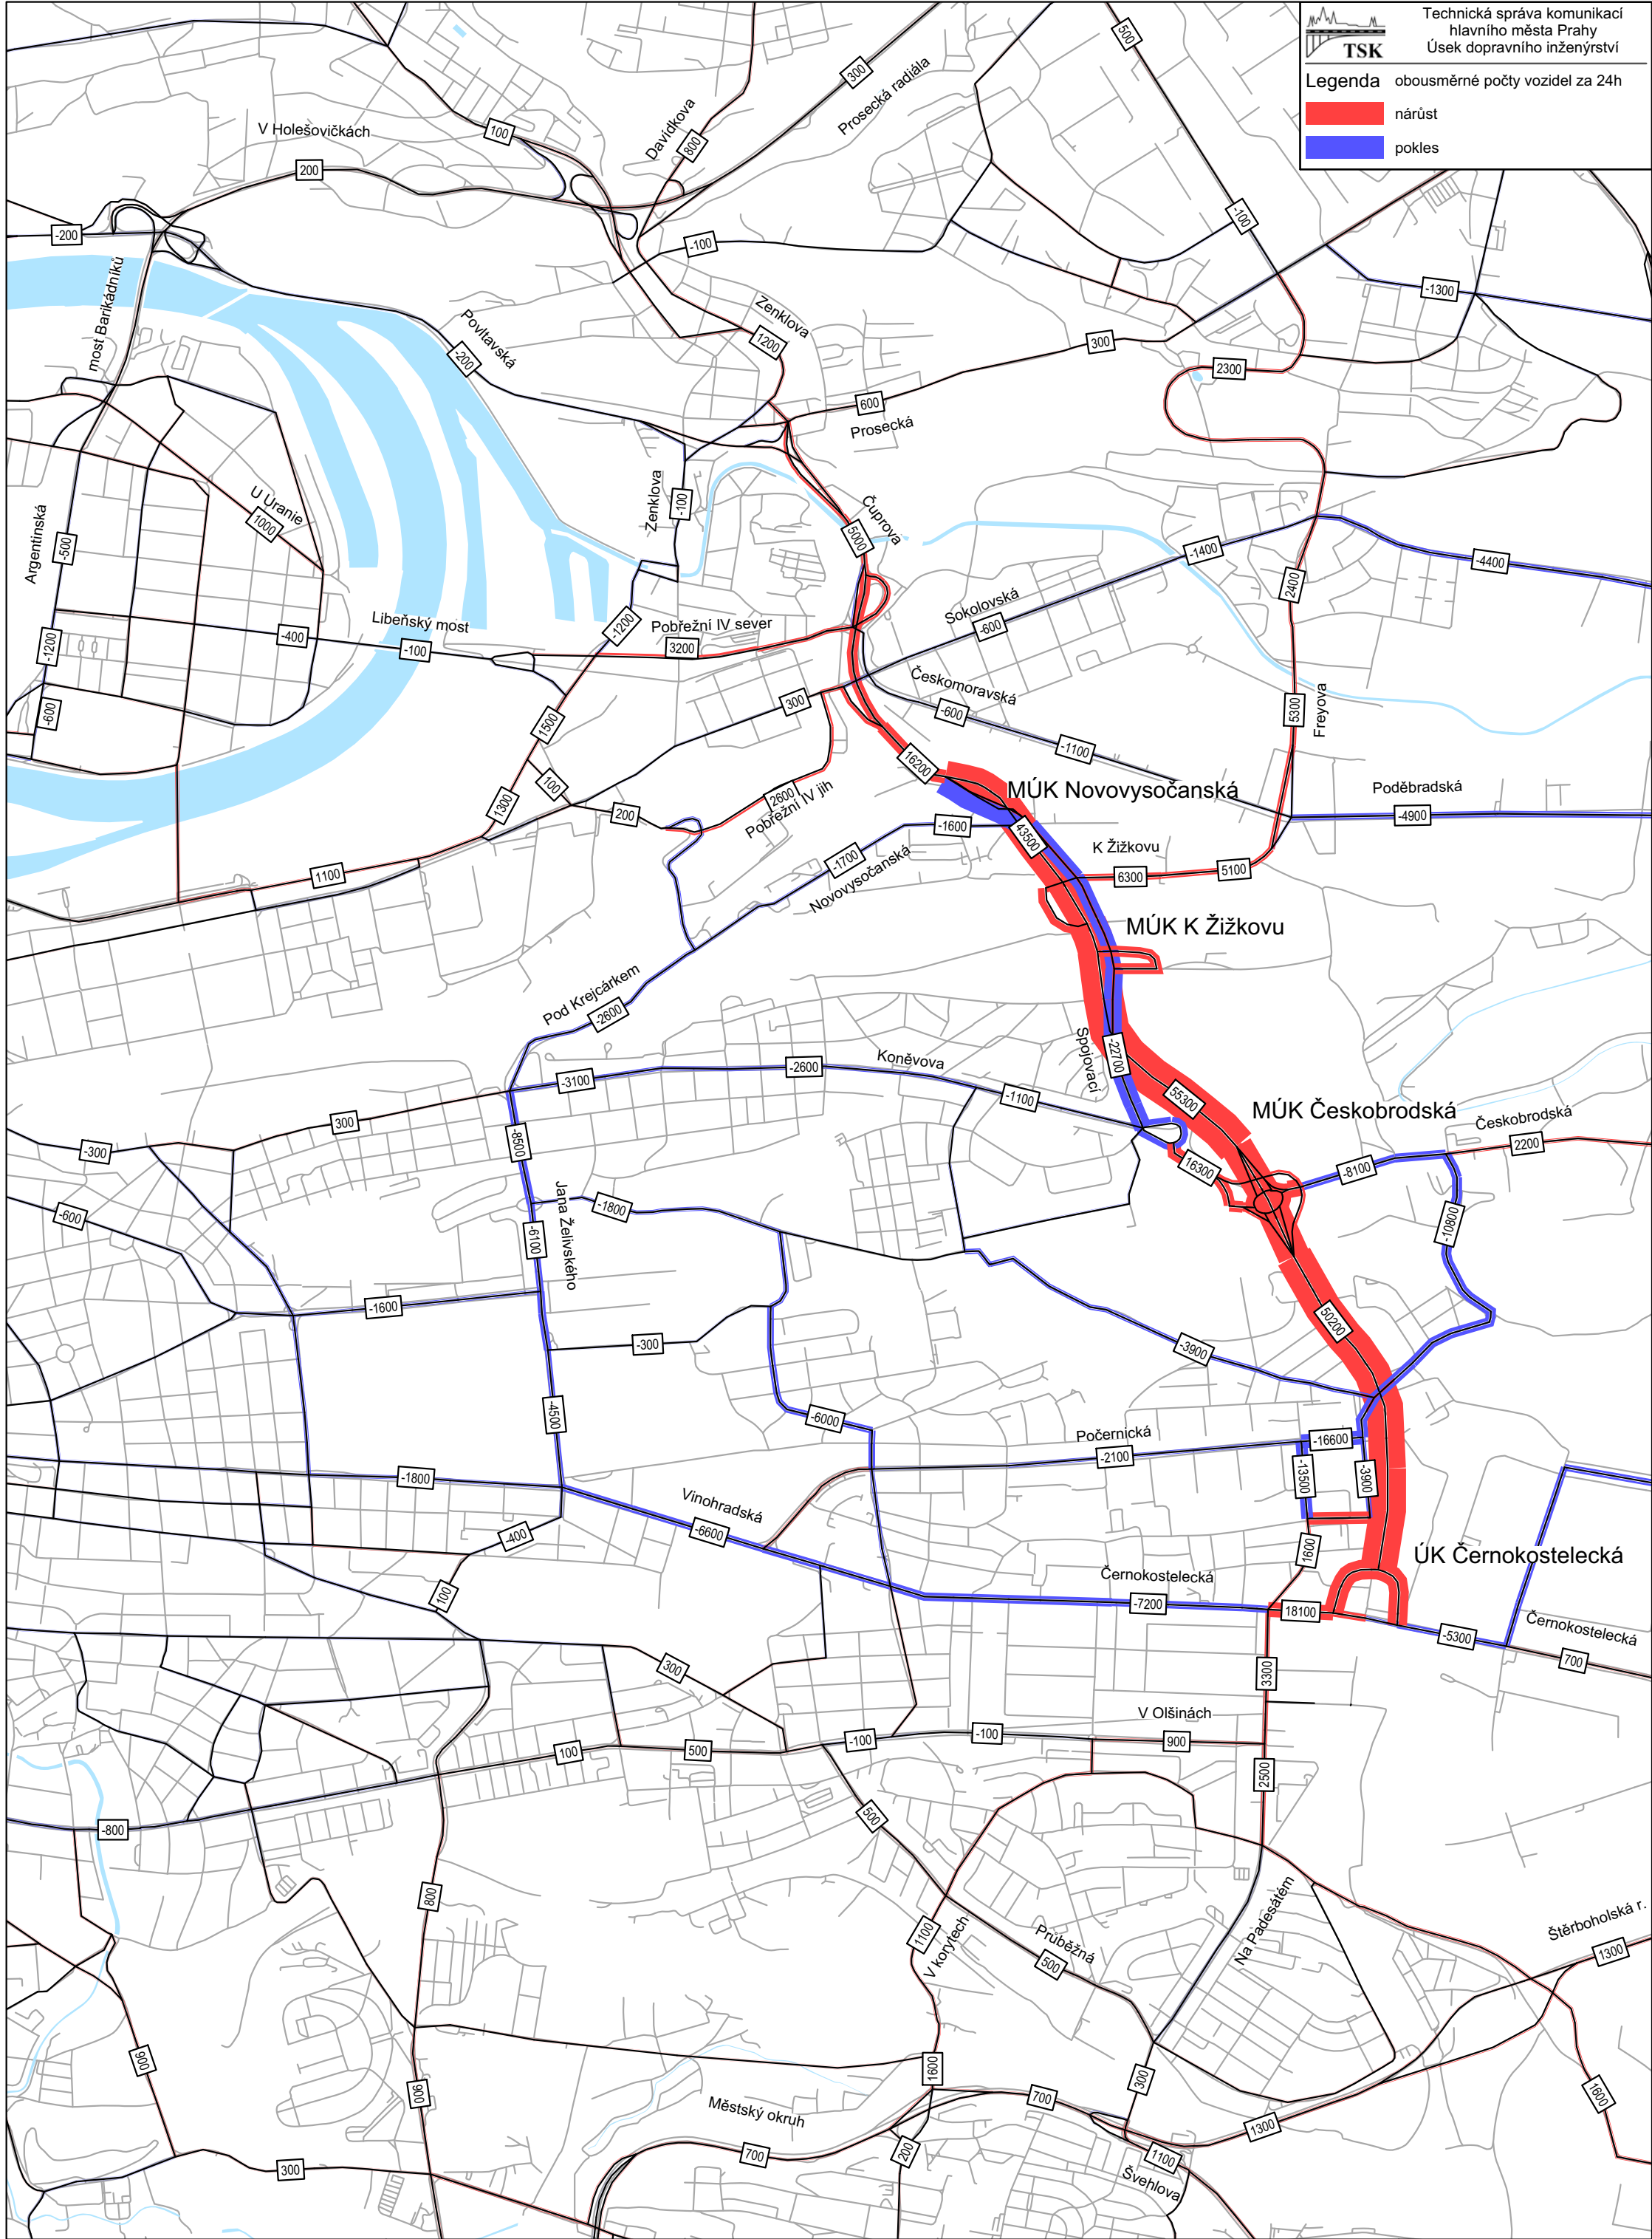 Technická správa komunikací
hlavního města Prahy
Úsek dopravního inženýrství
TSK
Legenda obousměrné počty vozidel za 24h
nárůst
pokles
500
300
Prosecká radiála
Davídkova
800
100
V Holešovičkách
200
-200
-100
-100
most Barikádníků
-1300
Zenklova
1200
Povltavská
-200
300
2300
600
Prosecká
U Uranie
1000
Zenklova
-100
Čuprova
5000
Argentinská
-500
-1400
-4400
2400
Sokolovská
-600
Libeňský most
-400
-100
-1200
Pobřežní IV sever
3200
-1200
-600
Českomoravská
-600
-1100
300
1500
5300
Freyova
16200
MÚK Novovysočanská
Poděbradská
-4900
100
1300
200
2600
Pobřežní IV jih
-1600
43500
K Žižkovu
6300
5100
-1700
Novovysočanská
1100
MÚK K Žižkovu
Pod Krejcárkem
-2600
Koněvova
-3100
-2600
-1100
Spojovací
-22700
55300
MÚK Českobrodská
Českobrodská
2200
300
-300
-8500
16300
-8100
Jana Želivského
-1800
-600
-6100
-10800
-1600
-300
50200
-3900
-4500
-6000
Počernická
-2100
-16600
-1800
-13500
-3900
Vinohradská
-6600
-400
1600
ÚK Černokostelecká
100
Černokostelecká
-7200
18100
-5300
Černokostelecká
700
300
3300
V Olšinách
-100
-100
900
100
500
2500
-800
500
800
1100
V korytech
Průběžná
500
Na Padesátém
Štěrboholská r.
1300
900
900
1600
300
700
1600
Městský okruh
700
200
1300
1100
Švehlova
300